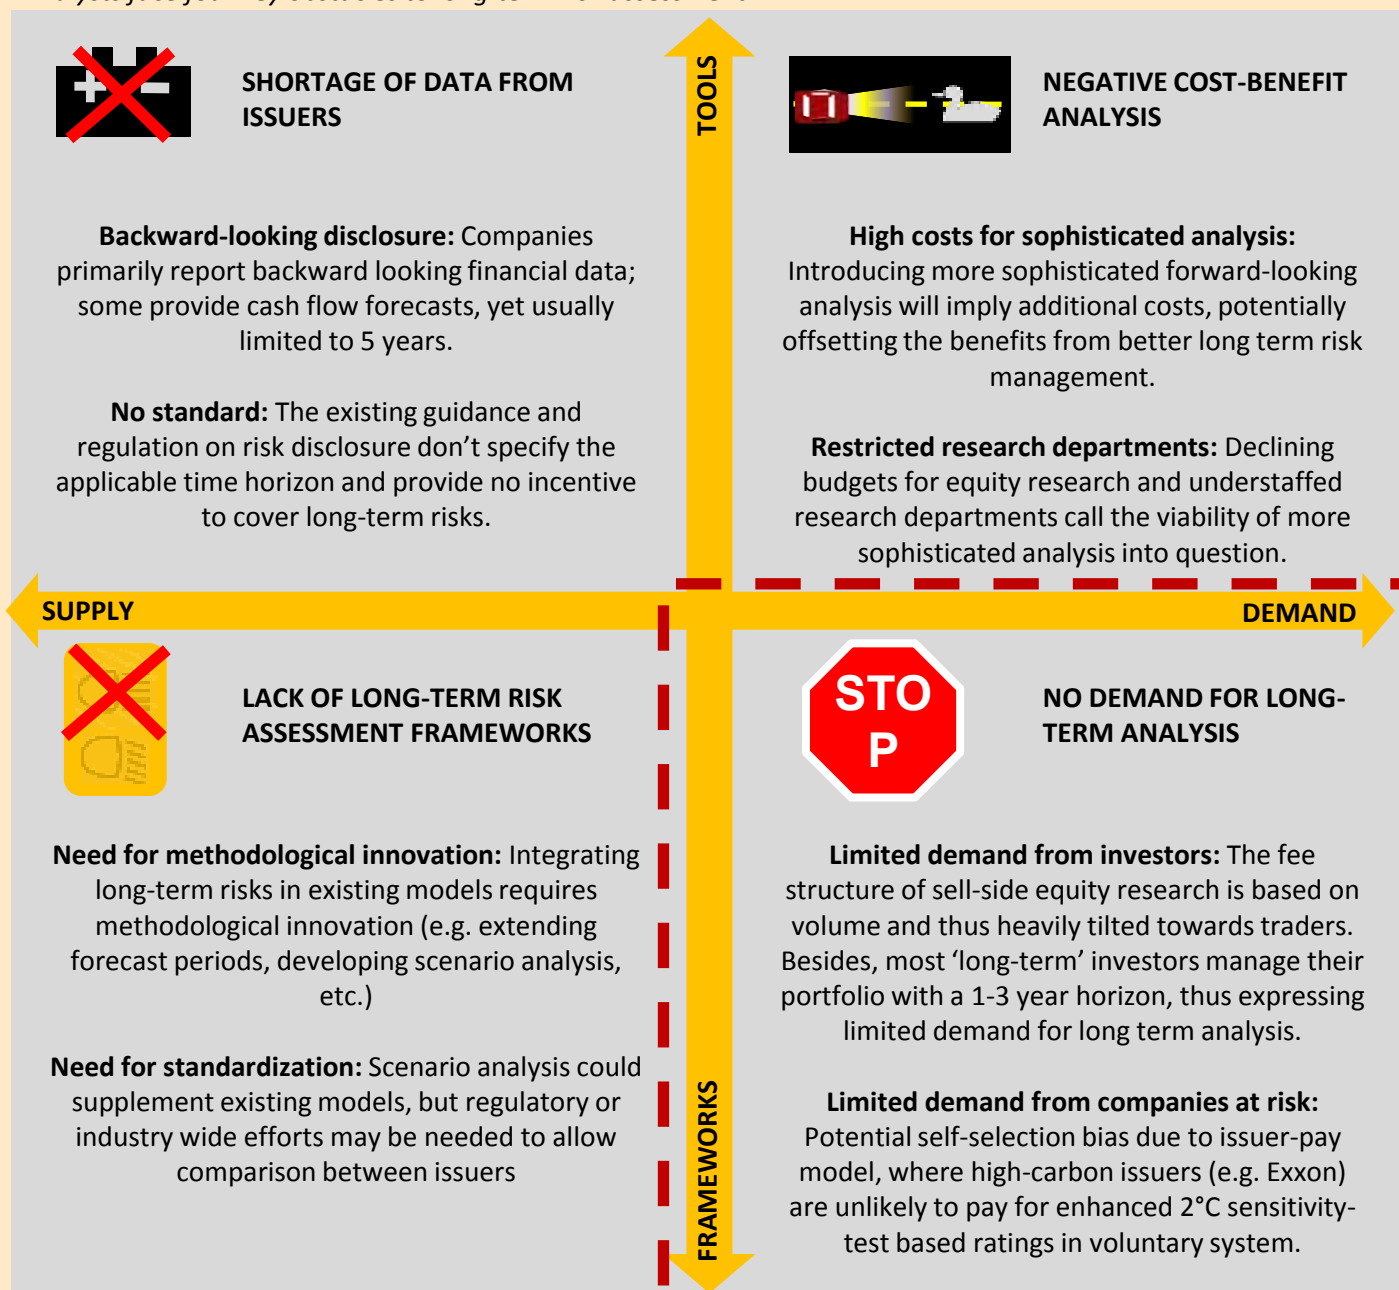 TOOLS
SHORTAGE OF DATA FROM
ISSUERS
Backward-looking disclosure: Companies
primarily report backward looking financial data;
some provide cash flow forecasts, yet usually
limited to 5 years.
No standard: The existing guidance and
regulation on risk disclosure don’t specify the
applicable time horizon and provide no incentive
to cover long-term risks.
NEGATIVE COST-BENEFIT
ANALYSIS
High costs for sophisticated analysis:
Introducing more sophisticated forward-looking
analysis will imply additional costs, potentially
offsetting the benefits from better long term risk
management.
Restricted research departments: Declining
budgets for equity research and understaffed
research departments call the viability of more
sophisticated analysis into question.
SUPPLY
DEMAND
LACK OF LONG-TERM RISK
ASSESSMENT FRAMEWORKS
Need for methodological innovation: Integrating
long-term risks in existing models requires
methodological innovation (e.g. extending
forecast periods, developing scenario analysis,
etc.)
Need for standardization: Scenario analysis could
supplement existing models, but regulatory or
industry wide efforts may be needed to allow
comparison between issuers
STO
P
NO DEMAND FOR LONG-
TERM ANALYSIS
Limited demand from investors: The fee
structure of sell-side equity research is based on
volume and thus heavily tilted towards traders.
Besides, most ‘long-term’ investors manage their
portfolio with a 1-3 year horizon, thus expressing
limited demand for long term analysis.
Limited demand from companies at risk:
Potential self-selection bias due to issuer-pay
model, where high-carbon issuers (e.g. Exxon)
are unlikely to pay for enhanced 2°C sensitivity-
test based ratings in voluntary system.
FRAMEWORKS